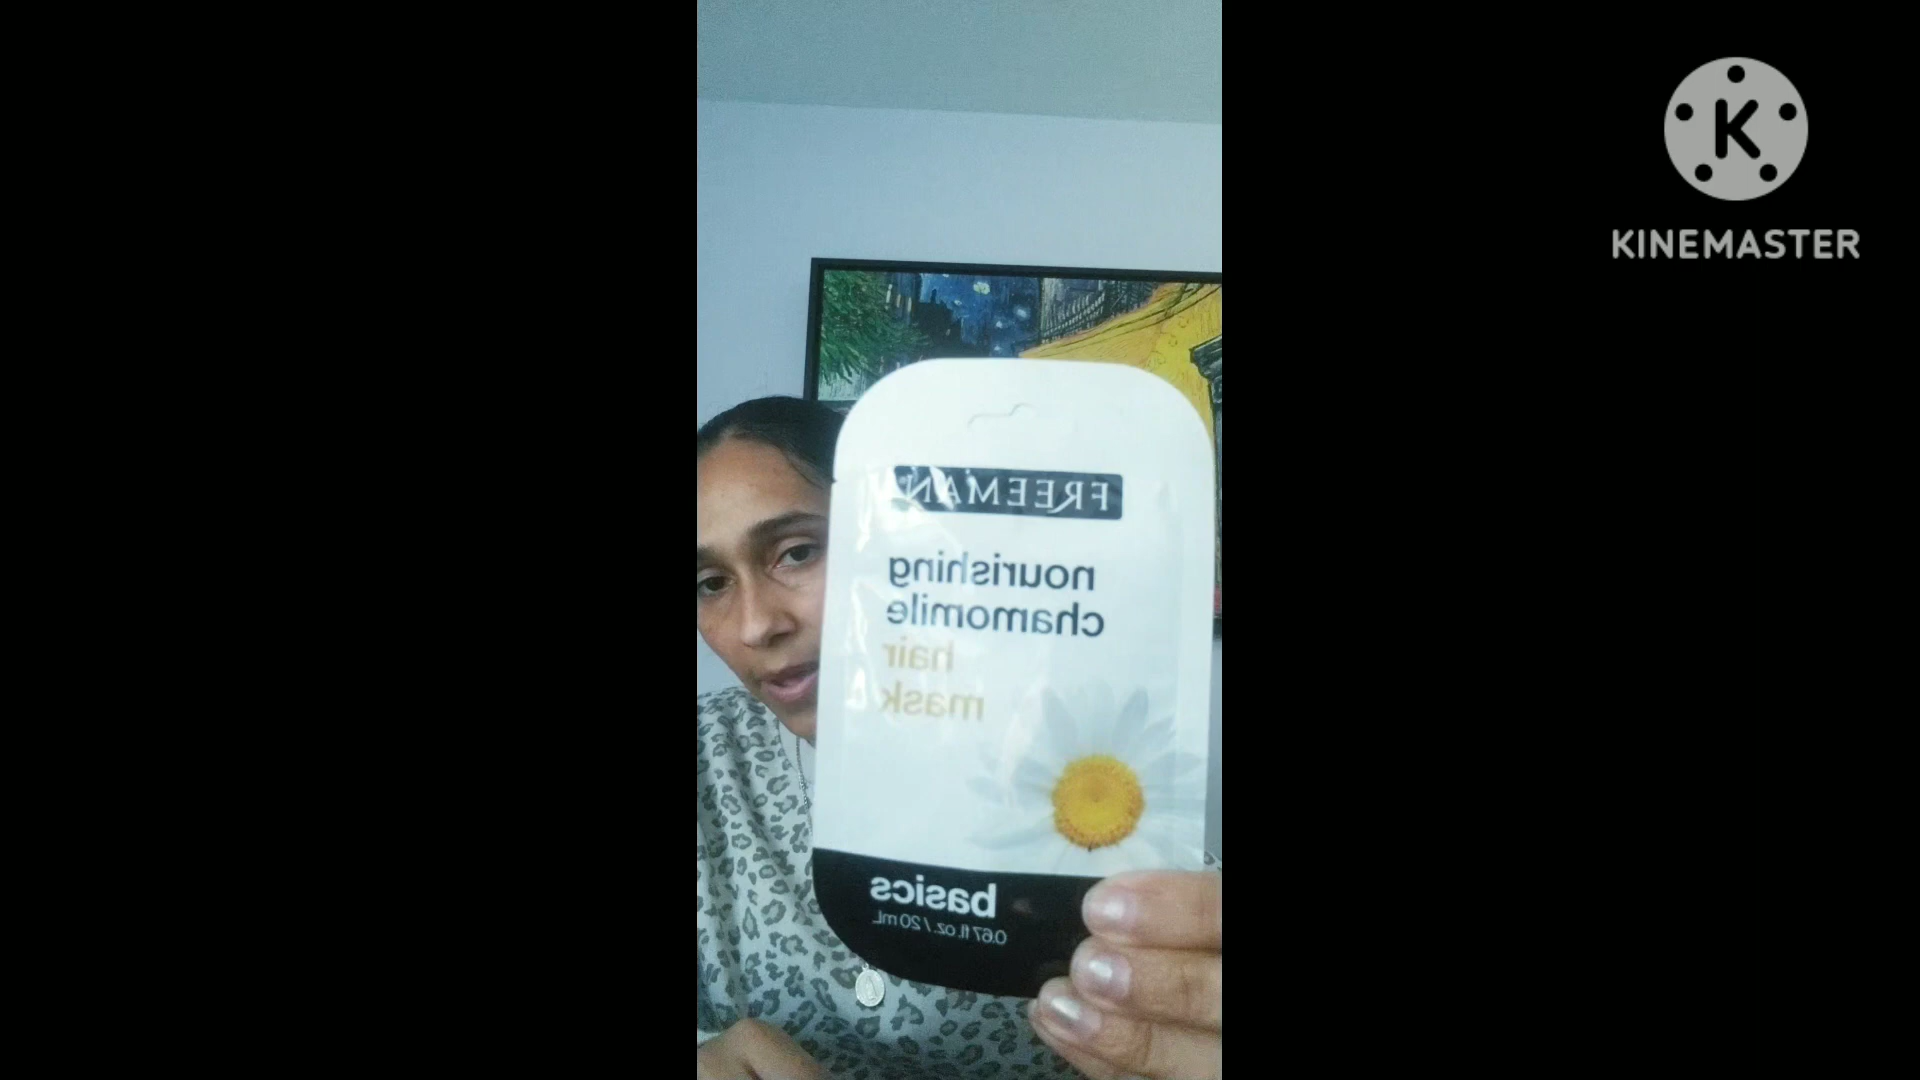 K
KINEMASTER
FREEMAN
nourishing
chamomile
hair
mask
basics
0.67 fl. oz. / 20 mL